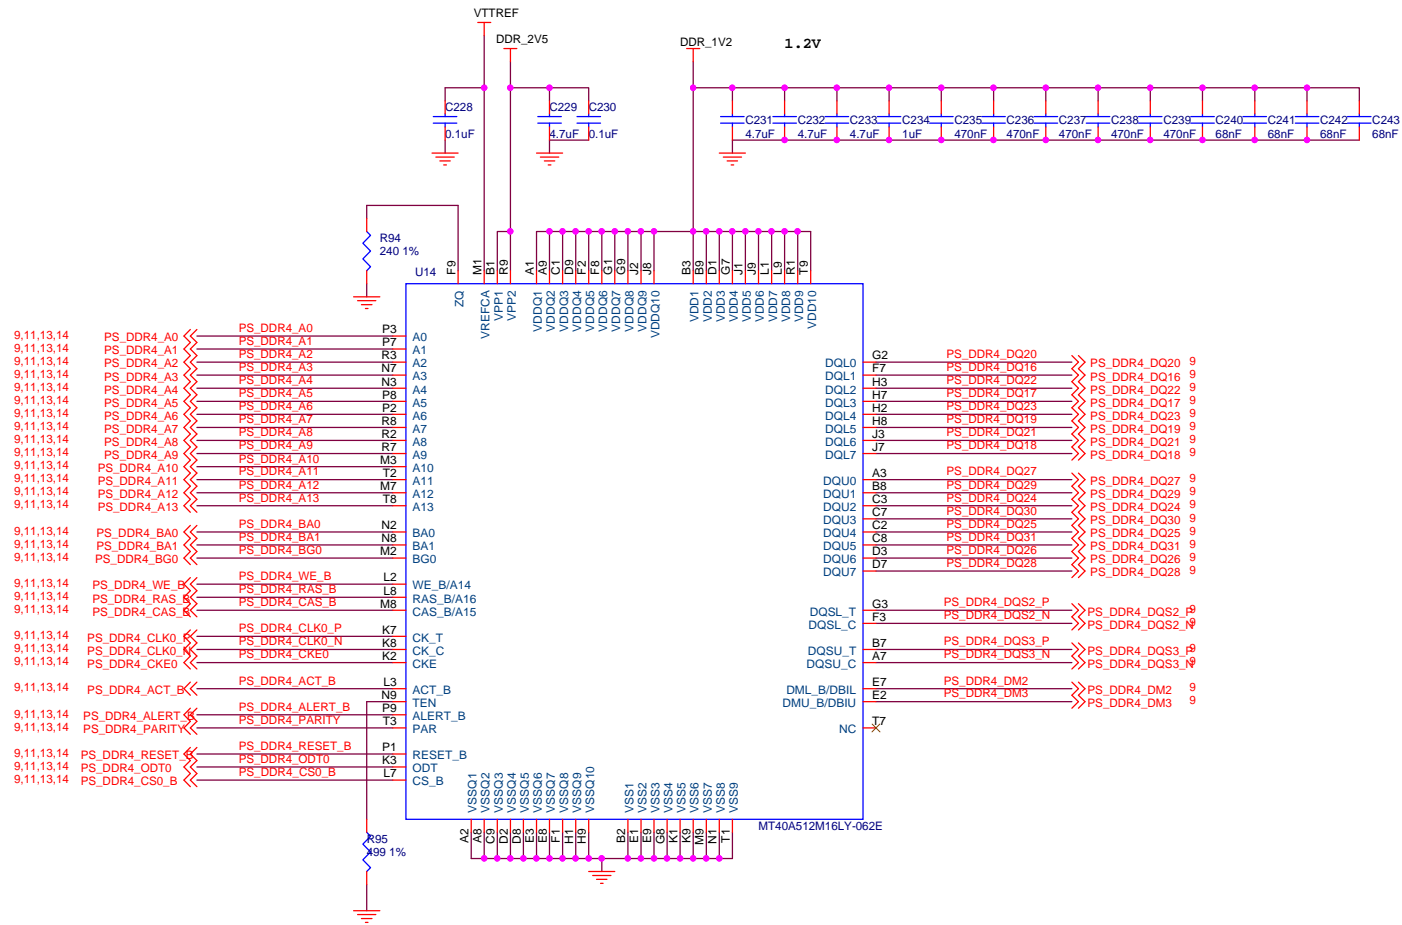 VTTREF
DDR_2V5
DDR_1V2 1.2V
C228
0.1uF
C229
4.7uF
C230
0.1uF
C231
4.7uF
C232
4.7uF
C233
4.7uF
C234
1uF
C235
470nF
C236
470nF
C237
470nF
C238
470nF
C239
470nF
C240
68nF
C241
68nF
C242
68nF
C243
68nF
R94
240 1%
U14
F9 M1 B1 R9 A1 A9 C1 D9 F2 F8 G1 G9 J2 J8 B3 B9 D1 G7 J1 J9 L1 L9 R1 T9
ZQ VREFCA VPP1 VPP2 VDDQ1 VDDQ2 VDDQ3 VDDQ4 VDDQ5 VDDQ6 VDDQ7 VDDQ8 VDDQ9 VDDQ10 VDD1 VDD2 VDD3 VDD4 VDD5 VDD6 VDD7 VDD8 VDD9 VDD10
9,11,13,14 PS_DDR4_A0 PS_DDR4_A0 P3 A0
9,11,13,14 PS_DDR4_A1 PS_DDR4_A1 P7 A1
9,11,13,14 PS_DDR4_A2 PS_DDR4_A2 R3 A2
9,11,13,14 PS_DDR4_A3 PS_DDR4_A3 N7 A3
9,11,13,14 PS_DDR4_A4 PS_DDR4_A4 N3 A4
9,11,13,14 PS_DDR4_A5 PS_DDR4_A5 P8 A5
9,11,13,14 PS_DDR4_A6 PS_DDR4_A6 P2 A6
9,11,13,14 PS_DDR4_A7 PS_DDR4_A7 R8 A7
9,11,13,14 PS_DDR4_A8 PS_DDR4_A8 R2 A8
9,11,13,14 PS_DDR4_A9 PS_DDR4_A9 R7 A9
9,11,13,14 PS_DDR4_A10 PS_DDR4_A10 M3 A10
9,11,13,14 PS_DDR4_A11 PS_DDR4_A11 T2 A11
9,11,13,14 PS_DDR4_A12 PS_DDR4_A12 M7 A12
9,11,13,14 PS_DDR4_A13 PS_DDR4_A13 T8 A13
9,11,13,14 PS_DDR4_BA0 PS_DDR4_BA0 N2 BA0
9,11,13,14 PS_DDR4_BA1 PS_DDR4_BA1 N8 BA1
9,11,13,14 PS_DDR4_BG0 PS_DDR4_BG0 M2 BG0
9,11,13,14 PS_DDR4_WE_B PS_DDR4_WE_B L2 WE_B/A14
9,11,13,14 PS_DDR4_RAS_B PS_DDR4_RAS_B L8 RAS_B/A16
9,11,13,14 PS_DDR4_CAS_B PS_DDR4_CAS_B M8 CAS_B/A15
9,11,13,14 PS_DDR4_CLK0_P PS_DDR4_CLK0_P K7 CK_T
9,11,13,14 PS_DDR4_CLK0_N PS_DDR4_CLK0_N K8 CK_C
9,11,13,14 PS_DDR4_CKE0 PS_DDR4_CKE0 K2 CKE
9,11,13,14 PS_DDR4_ACT_B PS_DDR4_ACT_B L3 ACT_B
N9 TEN
9,11,13,14 PS_DDR4_ALERT_B PS_DDR4_ALERT_B P9 ALERT_B
9,11,13,14 PS_DDR4_PARITY PS_DDR4_PARITY T3 PAR
9,11,13,14 PS_DDR4_RESET_B PS_DDR4_RESET_B P1 RESET_B
9,11,13,14 PS_DDR4_ODT0 PS_DDR4_ODT0 K3 ODT
9,11,13,14 PS_DDR4_CS0_B PS_DDR4_CS0_B L7 CS_B
DQL0 G2 PS_DDR4_DQ20 PS_DDR4_DQ20 9
DQL1 F7 PS_DDR4_DQ16 PS_DDR4_DQ16 9
DQL2 H3 PS_DDR4_DQ22 PS_DDR4_DQ22 9
DQL3 H7 PS_DDR4_DQ17 PS_DDR4_DQ17 9
DQL4 H2 PS_DDR4_DQ23 PS_DDR4_DQ23 9
DQL5 H8 PS_DDR4_DQ19 PS_DDR4_DQ19 9
DQL6 J3 PS_DDR4_DQ21 PS_DDR4_DQ21 9
DQL7 J7 PS_DDR4_DQ18 PS_DDR4_DQ18 9
DQU0 A3 PS_DDR4_DQ27 PS_DDR4_DQ27 9
DQU1 B8 PS_DDR4_DQ29 PS_DDR4_DQ29 9
DQU2 C3 PS_DDR4_DQ24 PS_DDR4_DQ24 9
DQU3 C7 PS_DDR4_DQ30 PS_DDR4_DQ30 9
DQU4 C2 PS_DDR4_DQ25 PS_DDR4_DQ25 9
DQU5 C8 PS_DDR4_DQ31 PS_DDR4_DQ31 9
DQU6 D3 PS_DDR4_DQ26 PS_DDR4_DQ26 9
DQU7 D7 PS_DDR4_DQ28 PS_DDR4_DQ28 9
DQSL_T G3 PS_DDR4_DQS2_P PS_DDR4_DQS2_P 9
DQSL_C F3 PS_DDR4_DQS2_N PS_DDR4_DQS2_N 9
DQSU_T B7 PS_DDR4_DQS3_P PS_DDR4_DQS3_P 9
DQSU_C A7 PS_DDR4_DQS3_N PS_DDR4_DQS3_N 9
DML_B/DBIL E7 PS_DDR4_DM2 PS_DDR4_DM2 9
DMU_B/DBIU E2 PS_DDR4_DM3 PS_DDR4_DM3 9
NC T7
VSSQ1 VSSQ2 VSSQ3 VSSQ4 VSSQ5 VSSQ6 VSSQ7 VSSQ8 VSSQ9 VSSQ10 VSS1 VSS2 VSS3 VSS4 VSS5 VSS6 VSS7 VSS8 VSS9
A2 A8 C9 D2 D8 E3 E8 F1 H1 H9 B2 E1 E9 G8 K1 K9 M9 N1 T1
MT40A512M16LY-062E
R95
499 1%